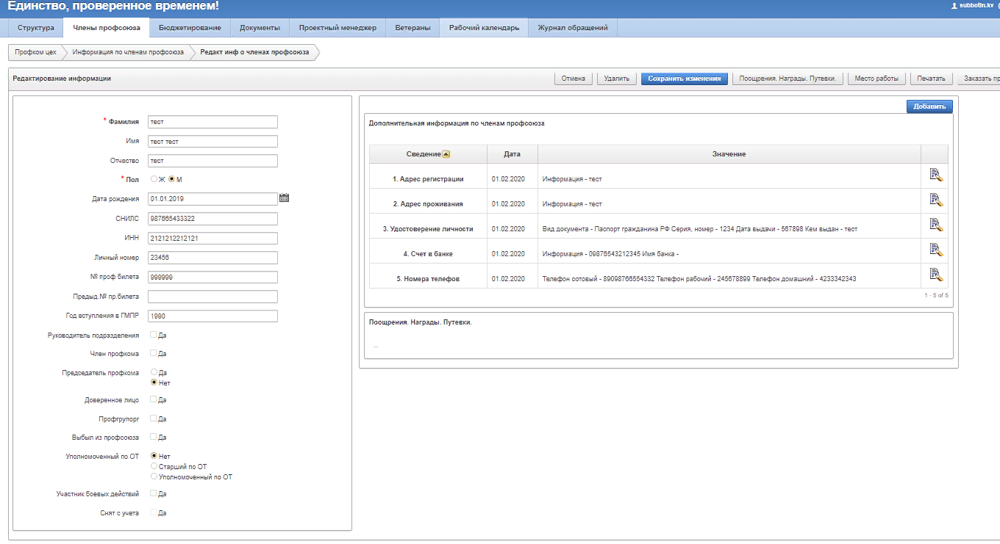 Единство, проверенное временем!
subbotin.kv
Структура Члены профсоюза Бюджетирование Документы Проектный менеджер Ветераны Рабочий календарь Журнал обращений
Профком цех Информация по членам профсоюза Редакт инф о членах профсоюза
Редактирование информации Отмена Удалить Сохранить изменения Поощрения. Награды. Путевки. Место работы Печатать Заказать пр
* Фамилия тест
Имя тест тест
Отчество тест
* Пол Ж М
Дата рождения 01.01.2019
СНИЛС 987665433322
ИНН 2121212212121
Личный номер 23456
№ проф билета 999999
Предыд.№ пр.билета
Год вступления в ГМПР 1990
Руководитель подразделения Да
Член профкома Да
Председатель профкома Да
Нет
Доверенное лицо Да
Профгрупорг Да
Выбыл из профсоюза Да
Уполномоченный по ОТ Нет
Старший по ОТ
Уполномоченный по ОТ
Участник боевых действий Да
Снят с учета Да
Добавить
Дополнительная информация по членам профсоюза
Сведение Дата Значение
1. Адрес регистрации 01.02.2020 Информация - тест
2. Адрес проживания 01.02.2020 Информация - тест
3. Удостоверение личности 01.02.2020 Вид документа - Паспорт гражданина РФ Серия, номер - 1234 Дата выдачи - 567898 Кем выдан - тест
4. Счет в банке 01.02.2020 Информация - 09876543212345 Имя банка -
5. Номера телефов 01.02.2020 Телефон сотовый - 89098766554332 Телефон рабочий - 245678899 Телефон домашний - 4233342343
1 - 5 of 5
Поощрения. Награды. Путевки.
...